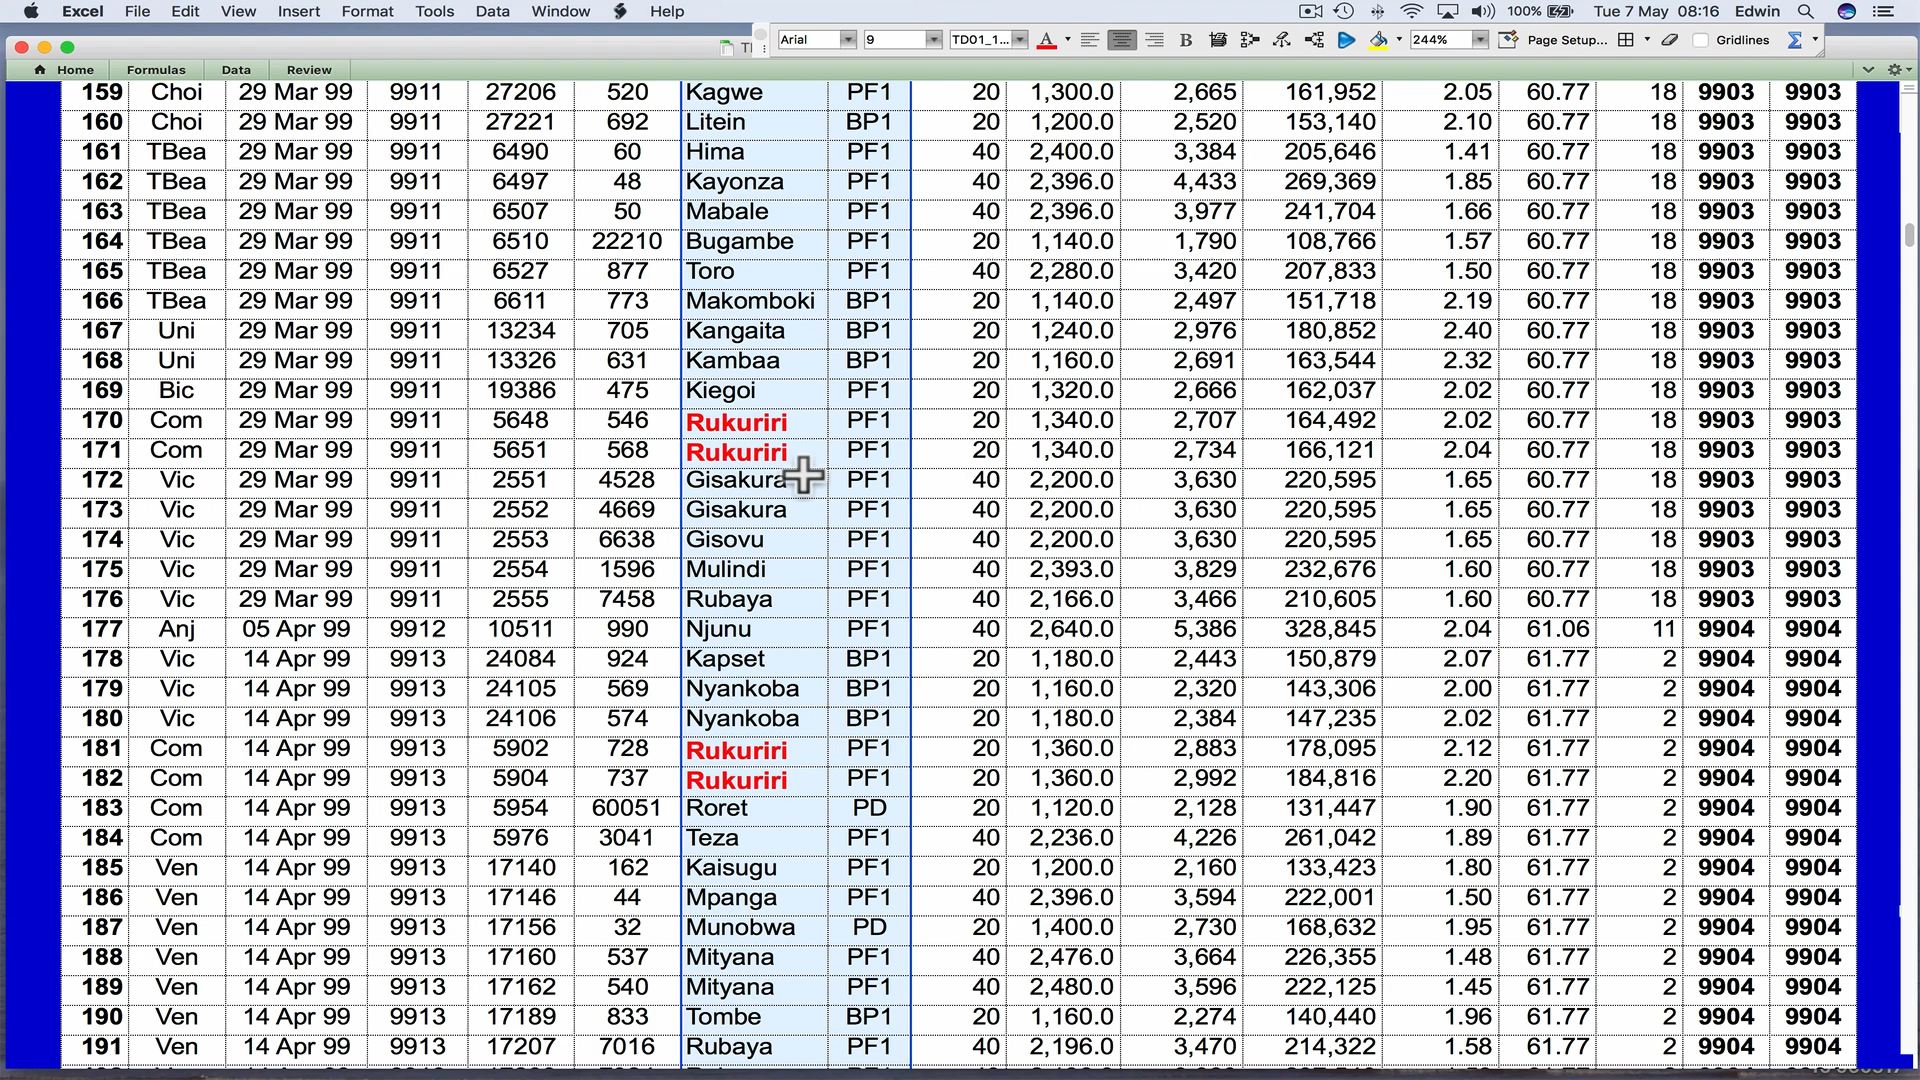 Excel File Edit View Insert Format Tools Data Window Help 100% Tue 7 May 08:16 Edwin
Arial 9 TD01_1... A B 244% Page Setup... Gridlines Σ
Home Formulas Data Review
159 Choi 29 Mar 99 9911 27206 520 Kagwe PF1 20 1,300.0 2,665 161,952 2.05 60.77 18 9903 9903
160 Choi 29 Mar 99 9911 27221 692 Litein BP1 20 1,200.0 2,520 153,140 2.10 60.77 18 9903 9903
161 TBea 29 Mar 99 9911 6490 60 Hima PF1 40 2,400.0 3,384 205,646 1.41 60.77 18 9903 9903
162 TBea 29 Mar 99 9911 6497 48 Kayonza PF1 40 2,396.0 4,433 269,369 1.85 60.77 18 9903 9903
163 TBea 29 Mar 99 9911 6507 50 Mabale PF1 40 2,396.0 3,977 241,704 1.66 60.77 18 9903 9903
164 TBea 29 Mar 99 9911 6510 22210 Bugambe PF1 20 1,140.0 1,790 108,766 1.57 60.77 18 9903 9903
165 TBea 29 Mar 99 9911 6527 877 Toro PF1 40 2,280.0 3,420 207,833 1.50 60.77 18 9903 9903
166 TBea 29 Mar 99 9911 6611 773 Makomboki BP1 20 1,140.0 2,497 151,718 2.19 60.77 18 9903 9903
167 Uni 29 Mar 99 9911 13234 705 Kangaita BP1 20 1,240.0 2,976 180,852 2.40 60.77 18 9903 9903
168 Uni 29 Mar 99 9911 13326 631 Kambaa BP1 20 1,160.0 2,691 163,544 2.32 60.77 18 9903 9903
169 Bic 29 Mar 99 9911 19386 475 Kiegoi PF1 20 1,320.0 2,666 162,037 2.02 60.77 18 9903 9903
170 Com 29 Mar 99 9911 5648 546 Rukuriri PF1 20 1,340.0 2,707 164,492 2.02 60.77 18 9903 9903
171 Com 29 Mar 99 9911 5651 568 Rukuriri PF1 20 1,340.0 2,734 166,121 2.04 60.77 18 9903 9903
172 Vic 29 Mar 99 9911 2551 4528 Gisakura PF1 40 2,200.0 3,630 220,595 1.65 60.77 18 9903 9903
173 Vic 29 Mar 99 9911 2552 4669 Gisakura PF1 40 2,200.0 3,630 220,595 1.65 60.77 18 9903 9903
174 Vic 29 Mar 99 9911 2553 6638 Gisovu PF1 40 2,200.0 3,630 220,595 1.65 60.77 18 9903 9903
175 Vic 29 Mar 99 9911 2554 1596 Mulindi PF1 40 2,393.0 3,829 232,676 1.60 60.77 18 9903 9903
176 Vic 29 Mar 99 9911 2555 7458 Rubaya PF1 40 2,166.0 3,466 210,605 1.60 60.77 18 9903 9903
177 Anj 05 Apr 99 9912 10511 990 Njunu PF1 40 2,640.0 5,386 328,845 2.04 61.06 11 9904 9904
178 Vic 14 Apr 99 9913 24084 924 Kapset BP1 20 1,180.0 2,443 150,879 2.07 61.77 2 9904 9904
179 Vic 14 Apr 99 9913 24105 569 Nyankoba BP1 20 1,160.0 2,320 143,306 2.00 61.77 2 9904 9904
180 Vic 14 Apr 99 9913 24106 574 Nyankoba BP1 20 1,180.0 2,384 147,235 2.02 61.77 2 9904 9904
181 Com 14 Apr 99 9913 5902 728 Rukuriri PF1 20 1,360.0 2,883 178,095 2.12 61.77 2 9904 9904
182 Com 14 Apr 99 9913 5904 737 Rukuriri PF1 20 1,360.0 2,992 184,816 2.20 61.77 2 9904 9904
183 Com 14 Apr 99 9913 5954 60051 Roret PD 20 1,120.0 2,128 131,447 1.90 61.77 2 9904 9904
184 Com 14 Apr 99 9913 5976 3041 Teza PF1 40 2,236.0 4,226 261,042 1.89 61.77 2 9904 9904
185 Ven 14 Apr 99 9913 17140 162 Kaisugu PF1 20 1,200.0 2,160 133,423 1.80 61.77 2 9904 9904
186 Ven 14 Apr 99 9913 17146 44 Mpanga PF1 40 2,396.0 3,594 222,001 1.50 61.77 2 9904 9904
187 Ven 14 Apr 99 9913 17156 32 Munobwa PD 20 1,400.0 2,730 168,632 1.95 61.77 2 9904 9904
188 Ven 14 Apr 99 9913 17160 537 Mityana PF1 40 2,476.0 3,664 226,355 1.48 61.77 2 9904 9904
189 Ven 14 Apr 99 9913 17162 540 Mityana PF1 40 2,480.0 3,596 222,125 1.45 61.77 2 9904 9904
190 Ven 14 Apr 99 9913 17189 833 Tombe BP1 20 1,160.0 2,274 140,440 1.96 61.77 2 9904 9904
191 Ven 14 Apr 99 9913 17207 7016 Rubaya PF1 40 2,196.0 3,470 214,322 1.58 61.77 2 9904 9904